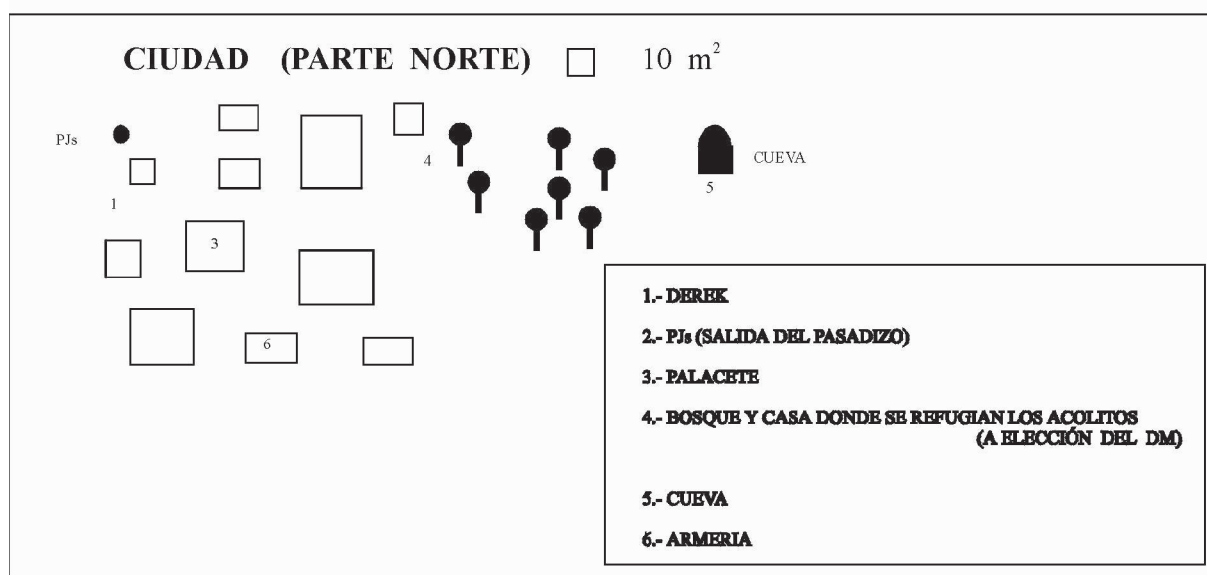 CIUDAD (PARTE NORTE) 10 m²
PJs
4
CUEVA
5
1
3
6
1.- DEREK
2.- PJs (SALIDA DEL PASADIZO)
3.- PALACETE
4.- BOSQUE Y CASA DONDE SE REFUGIAN LOS ACOLITOS
(A ELECCIÓN DEL DM)
5.- CUEVA
6.- ARMERIA